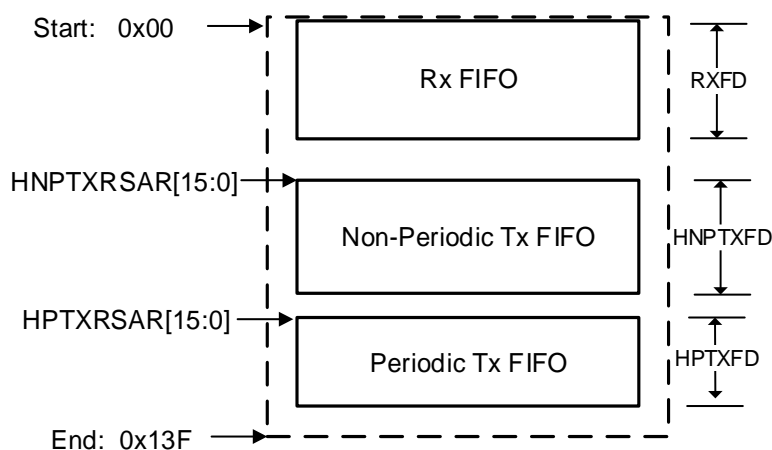 Start: 0x00
Rx FIFO
RXFD
HNPTXRSAR[15:0]
Non-Periodic Tx FIFO
HNPTXFD
HPTXRSAR[15:0]
Periodic Tx FIFO
HPTXFD
End: 0x13F